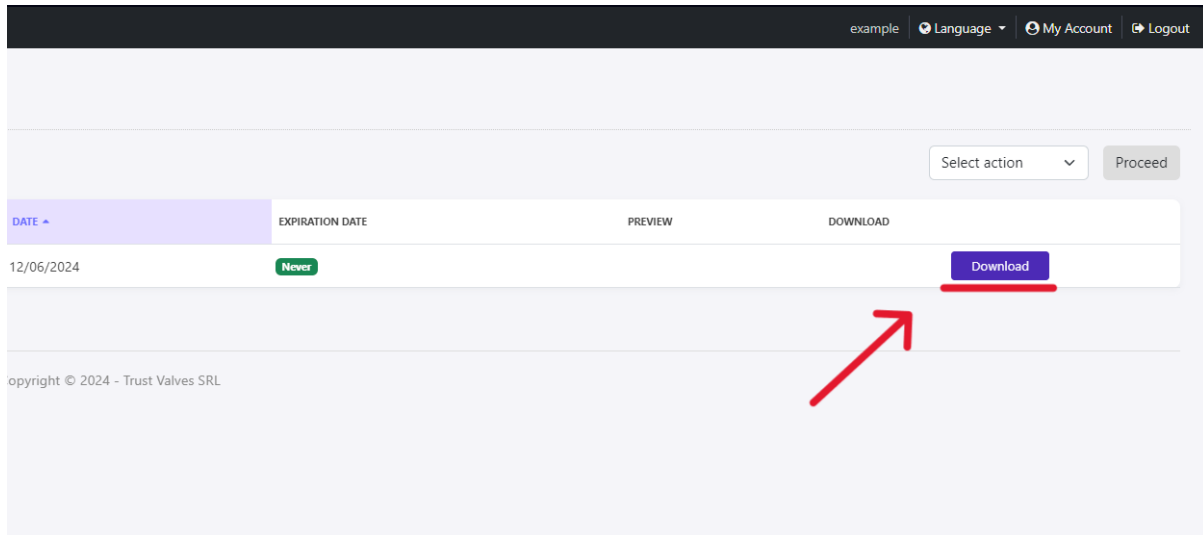 example Language My Account Logout
Select action Proceed
DATE EXPIRATION DATE PREVIEW DOWNLOAD
12/06/2024 Never Download
opyright © 2024 - Trust Valves SRL